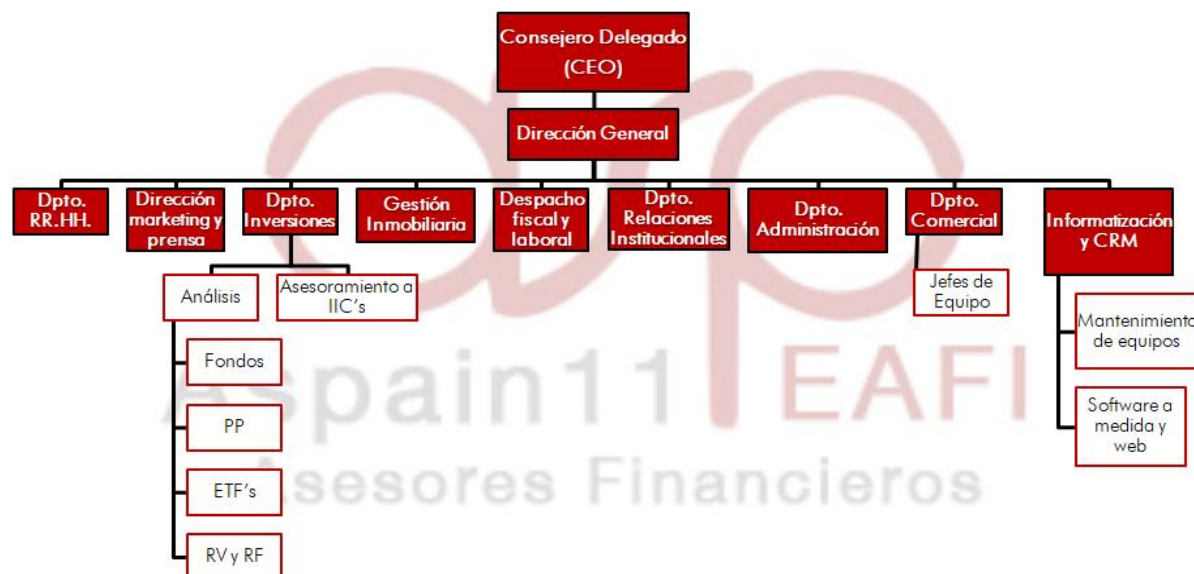 Consejero Delegado
(CEO)
Dirección General
Dpto.
RR.HH.
Dirección
marketing y
prensa
Dpto.
Inversiones
Gestión
Inmobiliaria
Despacho
fiscal y
laboral
Dpto.
Relaciones
Institucionales
Dpto.
Administración
Dpto.
Comercial
Informatización
y CRM
Análisis
Asesoramiento a
IIC's
Jefes de
Equipo
Mantenimiento
de equipos
Fondos
PP
Software a
medida y
web
ETF's
RV y RF
arp
Aspain11 EAFI
Asesores Financieros